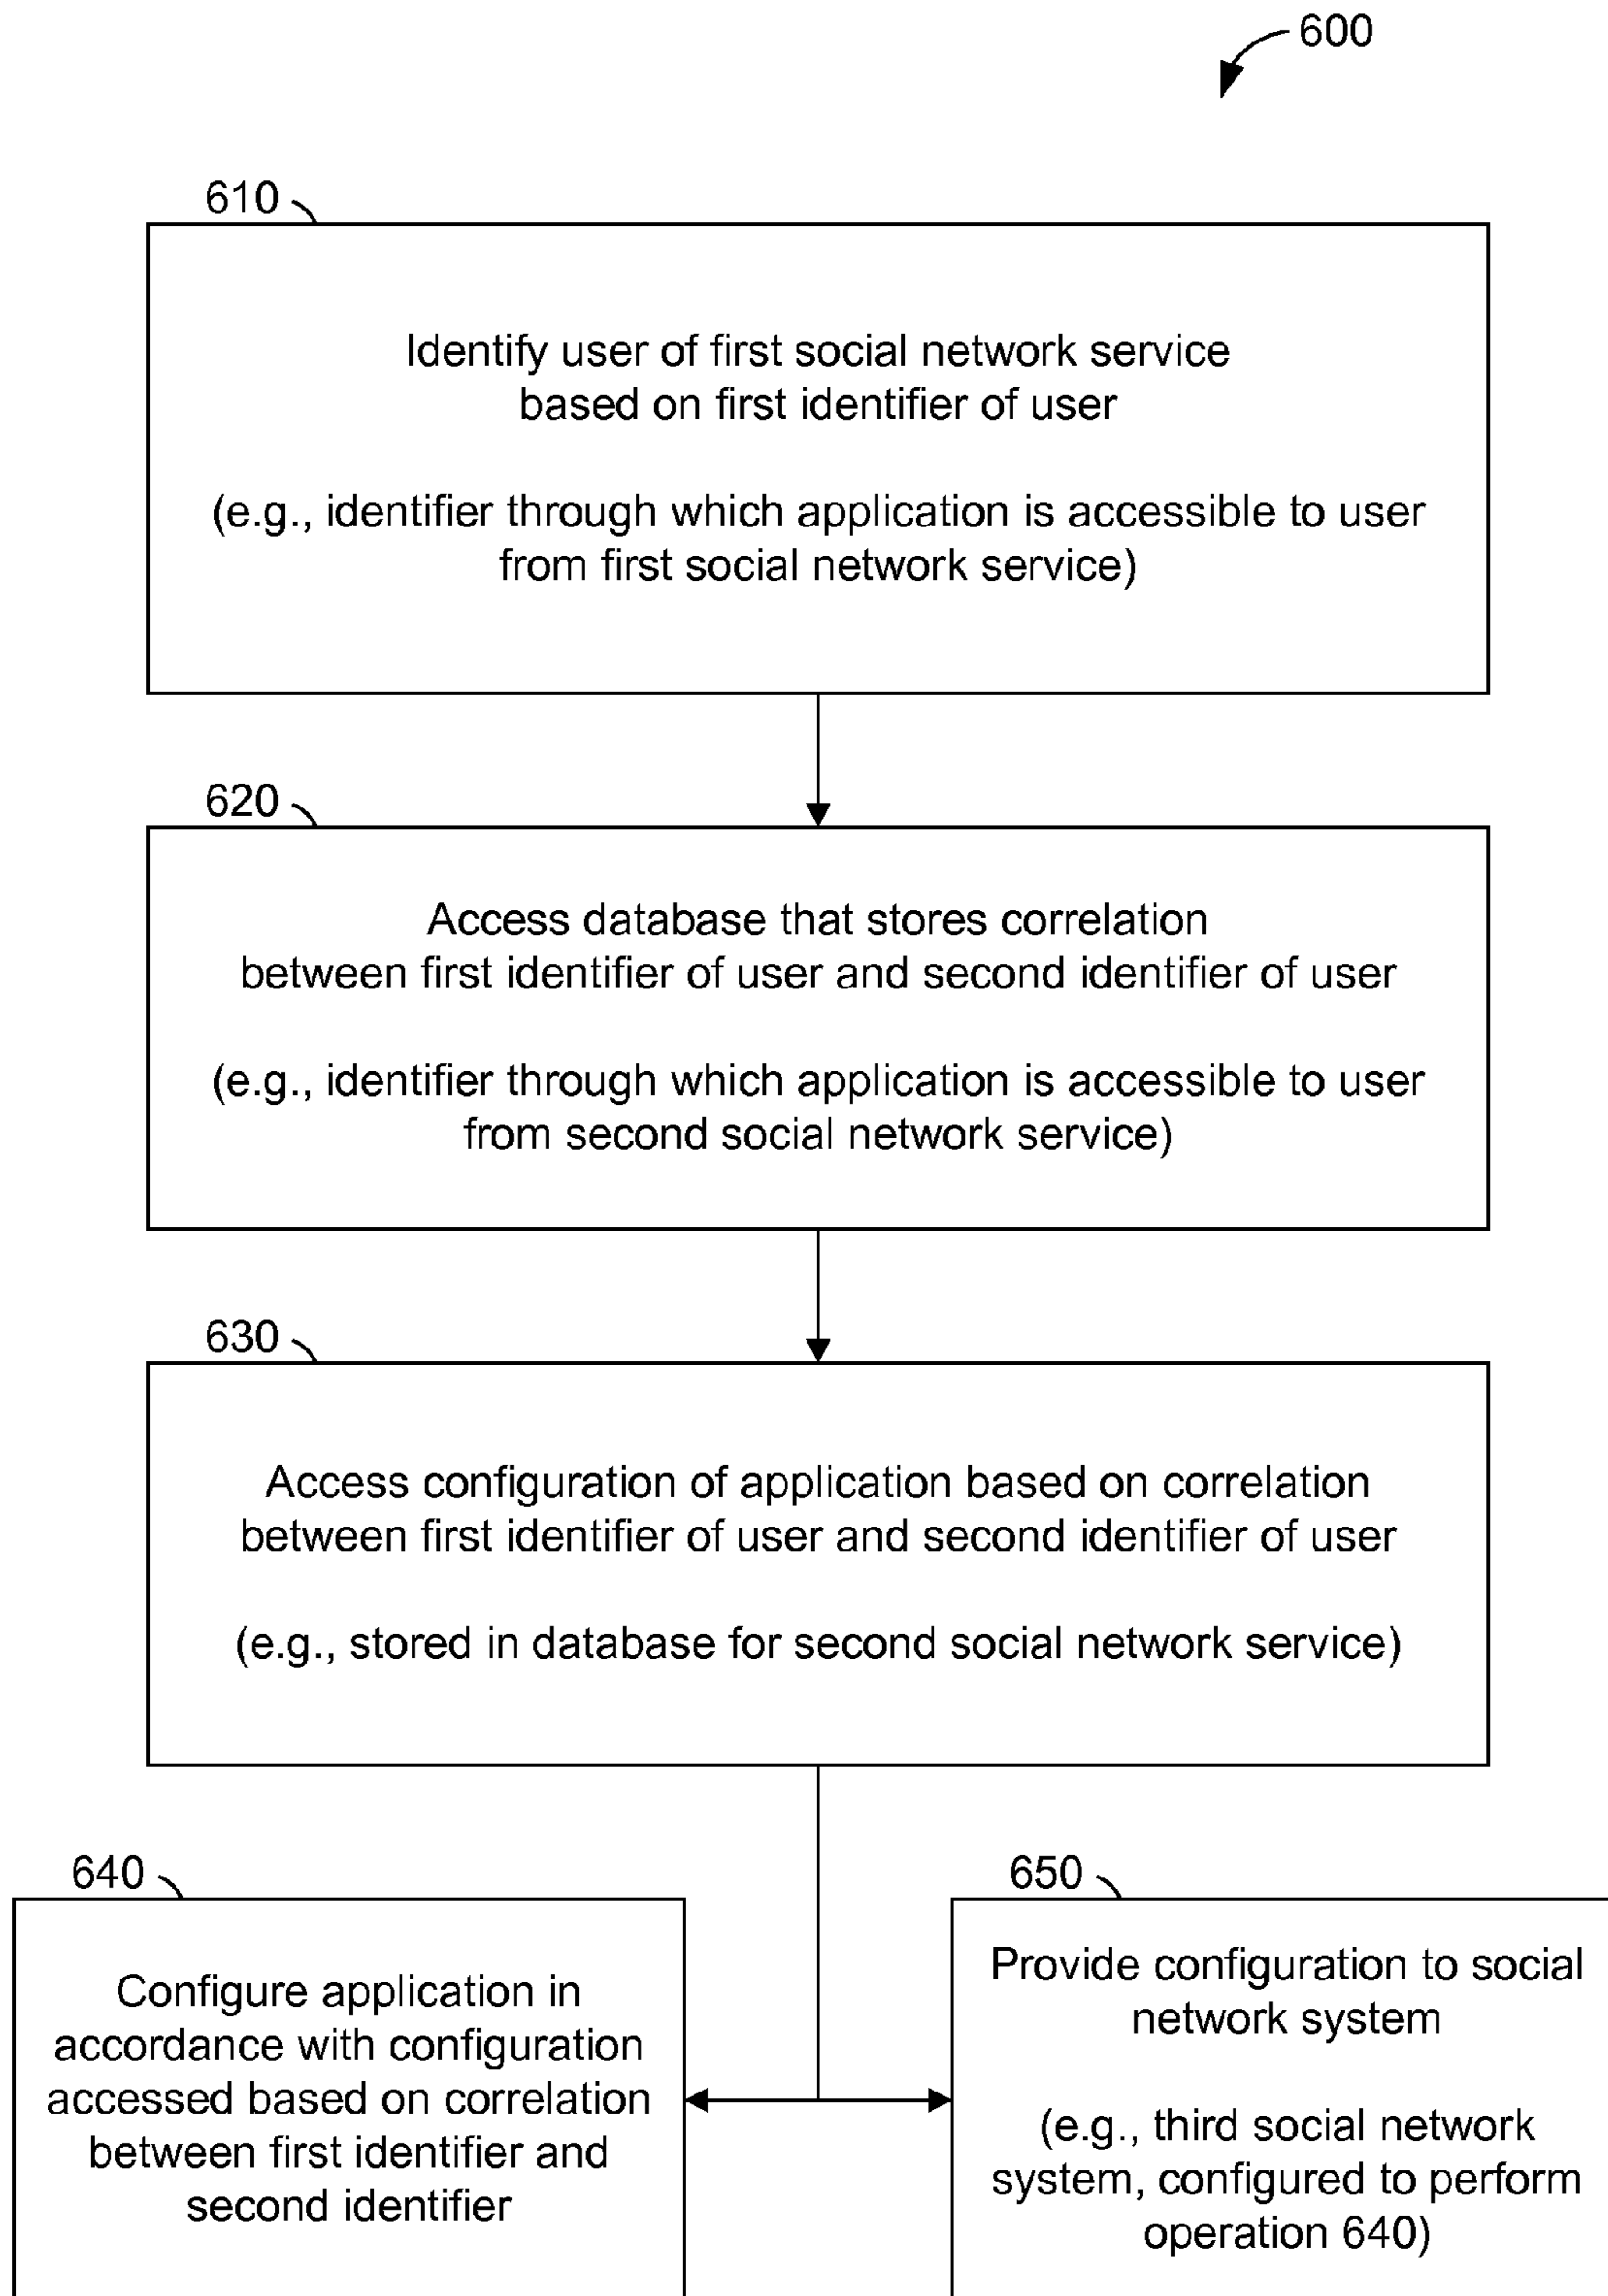 600
610
Identify user of first social network service
based on first identifier of user
(e.g., identifier through which application is accessible to user
from first social network service)
620
Access database that stores correlation
between first identifier of user and second identifier of user
(e.g., identifier through which application is accessible to user
from second social network service)
630
Access configuration of application based on correlation
between first identifier of user and second identifier of user
(e.g., stored in database for second social network service)
640
Configure application in
accordance with configuration
accessed based on correlation
between first identifier and
second identifier
650
Provide configuration to social
network system
(e.g., third social network
system, configured to perform
operation 640)